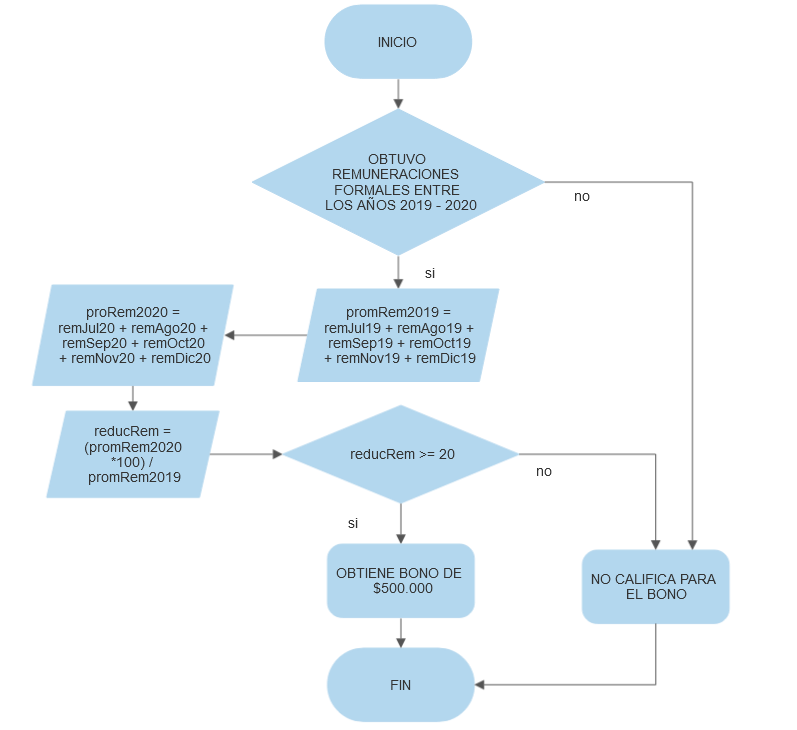 INICIO
OBTUVO
REMUNERACIONES
FORMALES ENTRE
LOS AÑOS 2019 - 2020
no
si
promRem2019 =
remJul19 + remAgo19 +
remSep19 + remOct19
+ remNov19 + remDic19
proRem2020 =
remJul20 + remAgo20 +
remSep20 + remOct20
+ remNov20 + remDic20
reducRem =
(promRem2020
*100) /
promRem2019
reducRem >= 20
no
si
OBTIENE BONO DE
$500.000
NO CALIFICA PARA
EL BONO
FIN